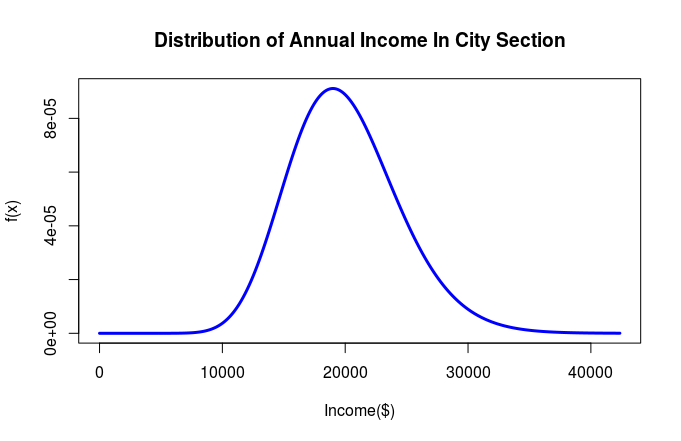 Distribution of Annual Income In City Section
f(x)
8e-05
4e-05
0e+00
0 10000 20000 30000 40000
Income($)